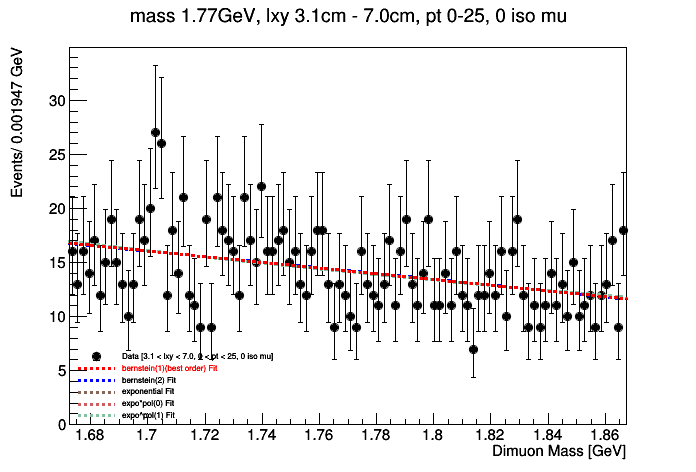 mass 1.77GeV, lxy 3.1cm - 7.0cm, pt 0-25, 0 iso mu
Events/ 0.001947 GeV
30
25
20
15
10
5
0
Data [3.1 < lxy < 7.0, 0 < pt < 25, 0 iso mu]
bernstein(1)(best order) Fit
bernstein(2) Fit
exponential Fit
expo*pol(0) Fit
expo*pol(1) Fit
1.68 1.7 1.72 1.74 1.76 1.78 1.8 1.82 1.84 1.86
Dimuon Mass [GeV]